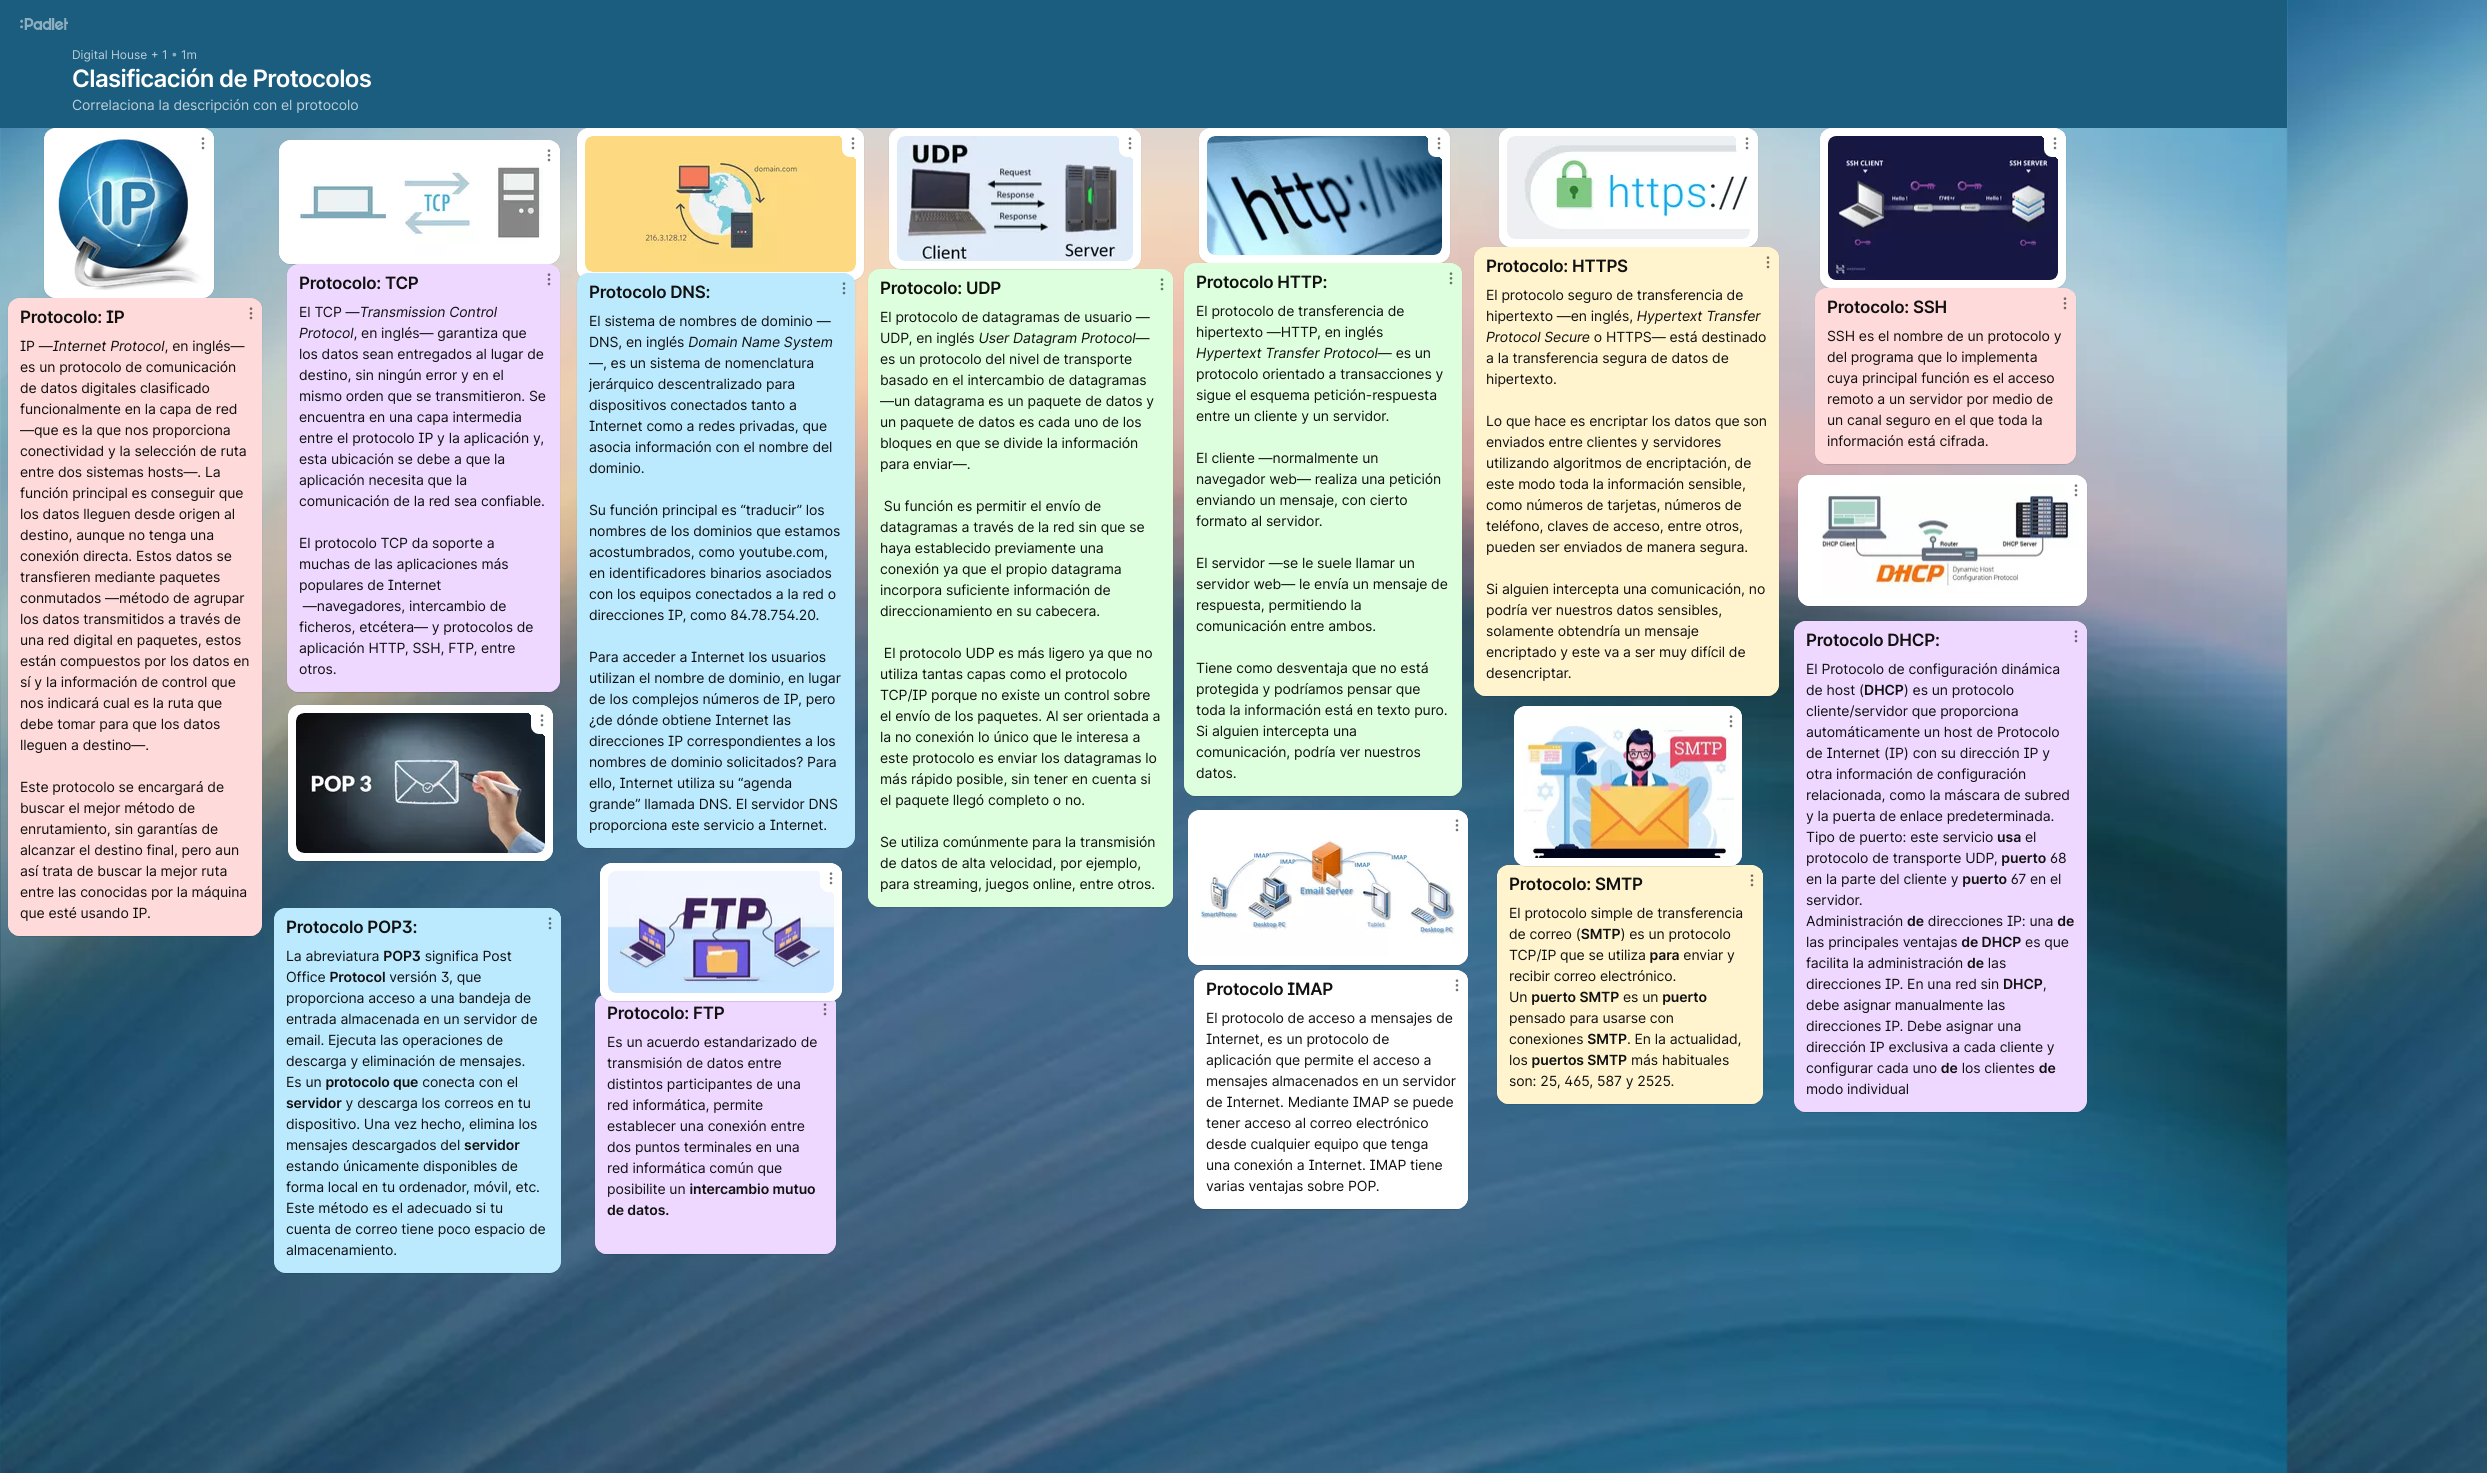 :Padlet
Digital House + 1 • 1m
Clasificación de Protocolos
Correlaciona la descripción con el protocolo
IP
Protocolo: IP
IP —Internet Protocol, en inglés—
es un protocolo de comunicación
de datos digitales clasificado
funcionalmente en la capa de red
—que es la que nos proporciona
conectividad y la selección de ruta
entre dos sistemas hosts—. La
función principal es conseguir que
los datos lleguen desde origen al
destino, aunque no tenga una
conexión directa. Estos datos se
transfieren mediante paquetes
conmutados —método de agrupar
los datos transmitidos a través de
una red digital en paquetes, estos
están compuestos por los datos en
sí y la información de control que
nos indicará cual es la ruta que
debe tomar para que los datos
lleguen a destino—.
Este protocolo se encargará de
buscar el mejor método de
enrutamiento, sin garantías de
alcanzar el destino final, pero aun
así trata de buscar la mejor ruta
entre las conocidas por la máquina
que esté usando IP.
TCP
Protocolo: TCP
El TCP —Transmission Control
Protocol, en inglés— garantiza que
los datos sean entregados al lugar de
destino, sin ningún error y en el
mismo orden que se transmitieron. Se
encuentra en una capa intermedia
entre el protocolo IP y la aplicación y,
esta ubicación se debe a que la
aplicación necesita que la
comunicación de la red sea confiable.
El protocolo TCP da soporte a
muchas de las aplicaciones más
populares de Internet
—navegadores, intercambio de
ficheros, etcétera— y protocolos de
aplicación HTTP, SSH, FTP, entre
otros.
POP 3
Protocolo POP3:
La abreviatura POP3 significa Post
Office Protocol versión 3, que
proporciona acceso a una bandeja de
entrada almacenada en un servidor de
email. Ejecuta las operaciones de
descarga y eliminación de mensajes.
Es un protocolo que conecta con el
servidor y descarga los correos en tu
dispositivo. Una vez hecho, elimina los
mensajes descargados del servidor
estando únicamente disponibles de
forma local en tu ordenador, móvil, etc.
Este método es el adecuado si tu
cuenta de correo tiene poco espacio de
almacenamiento.
domain.com
216.3.128.12
Protocolo DNS:
El sistema de nombres de dominio —
DNS, en inglés Domain Name System
—, es un sistema de nomenclatura
jerárquico descentralizado para
dispositivos conectados tanto a
Internet como a redes privadas, que
asocia información con el nombre del
dominio.
Su función principal es “traducir” los
nombres de los dominios que estamos
acostumbrados, como youtube.com,
en identificadores binarios asociados
con los equipos conectados a la red o
direcciones IP, como 84.78.754.20.
Para acceder a Internet los usuarios
utilizan el nombre de dominio, en lugar
de los complejos números de IP, pero
¿de dónde obtiene Internet las
direcciones IP correspondientes a los
nombres de dominio solicitados? Para
ello, Internet utiliza su “agenda
grande” llamada DNS. El servidor DNS
proporciona este servicio a Internet.
FTP
Protocolo: FTP
Es un acuerdo estandarizado de
transmisión de datos entre
distintos participantes de una
red informática, permite
establecer una conexión entre
dos puntos terminales en una
red informática común que
posibilite un intercambio mutuo
de datos.
UDP
Request
Response
Response
Client
Server
Protocolo: UDP
El protocolo de datagramas de usuario —
UDP, en inglés User Datagram Protocol—
es un protocolo del nivel de transporte
basado en el intercambio de datagramas
—un datagrama es un paquete de datos y
un paquete de datos es cada uno de los
bloques en que se divide la información
para enviar—.
Su función es permitir el envío de
datagramas a través de la red sin que se
haya establecido previamente una
conexión ya que el propio datagrama
incorpora suficiente información de
direccionamiento en su cabecera.
El protocolo UDP es más ligero ya que no
utiliza tantas capas como el protocolo
TCP/IP porque no existe un control sobre
el envío de los paquetes. Al ser orientada a
la no conexión lo único que le interesa a
este protocolo es enviar los datagramas lo
más rápido posible, sin tener en cuenta si
el paquete llegó completo o no.
Se utiliza comúnmente para la transmisión
de datos de alta velocidad, por ejemplo,
para streaming, juegos online, entre otros.
http://www
Protocolo HTTP:
El protocolo de transferencia de
hipertexto —HTTP, en inglés
Hypertext Transfer Protocol— es un
protocolo orientado a transacciones y
sigue el esquema petición-respuesta
entre un cliente y un servidor.
El cliente —normalmente un
navegador web— realiza una petición
enviando un mensaje, con cierto
formato al servidor.
El servidor —se le suele llamar un
servidor web— le envía un mensaje de
respuesta, permitiendo la
comunicación entre ambos.
Tiene como desventaja que no está
protegida y podríamos pensar que
toda la información está en texto puro.
Si alguien intercepta una
comunicación, podría ver nuestros
datos.
IMAP
IMAP
IMAP
IMAP
Email Server
SmartPhone
Desktop PC
Tablet
Desktop PC
Protocolo IMAP
El protocolo de acceso a mensajes de
Internet, es un protocolo de
aplicación que permite el acceso a
mensajes almacenados en un servidor
de Internet. Mediante IMAP se puede
tener acceso al correo electrónico
desde cualquier equipo que tenga
una conexión a Internet. IMAP tiene
varias ventajas sobre POP.
https://
Protocolo: HTTPS
El protocolo seguro de transferencia de
hipertexto —en inglés, Hypertext Transfer
Protocol Secure o HTTPS— está destinado
a la transferencia segura de datos de
hipertexto.
Lo que hace es encriptar los datos que son
enviados entre clientes y servidores
utilizando algoritmos de encriptación, de
este modo toda la información sensible,
como números de tarjetas, números de
teléfono, claves de acceso, entre otros,
pueden ser enviados de manera segura.
Si alguien intercepta una comunicación, no
podría ver nuestros datos sensibles,
solamente obtendría un mensaje
encriptado y este va a ser muy difícil de
desencriptar.
SMTP
Protocolo: SMTP
El protocolo simple de transferencia
de correo (SMTP) es un protocolo
TCP/IP que se utiliza para enviar y
recibir correo electrónico.
Un puerto SMTP es un puerto
pensado para usarse con
conexiones SMTP. En la actualidad,
los puertos SMTP más habituales
son: 25, 465, 587 y 2525.
SSH CLIENT
SSH SERVER
Hello !
Hello !
Protocolo: SSH
SSH es el nombre de un protocolo y
del programa que lo implementa
cuya principal función es el acceso
remoto a un servidor por medio de
un canal seguro en el que toda la
información está cifrada.
DHCP Client
Router
DHCP Server
DHCP
Dynamic Host
Configuration Protocol
Protocolo DHCP:
El Protocolo de configuración dinámica
de host (DHCP) es un protocolo
cliente/servidor que proporciona
automáticamente un host de Protocolo
de Internet (IP) con su dirección IP y
otra información de configuración
relacionada, como la máscara de subred
y la puerta de enlace predeterminada.
Tipo de puerto: este servicio usa el
protocolo de transporte UDP, puerto 68
en la parte del cliente y puerto 67 en el
servidor.
Administración de direcciones IP: una de
las principales ventajas de DHCP es que
facilita la administración de las
direcciones IP. En una red sin DHCP,
debe asignar manualmente las
direcciones IP. Debe asignar una
dirección IP exclusiva a cada cliente y
configurar cada uno de los clientes de
modo individual